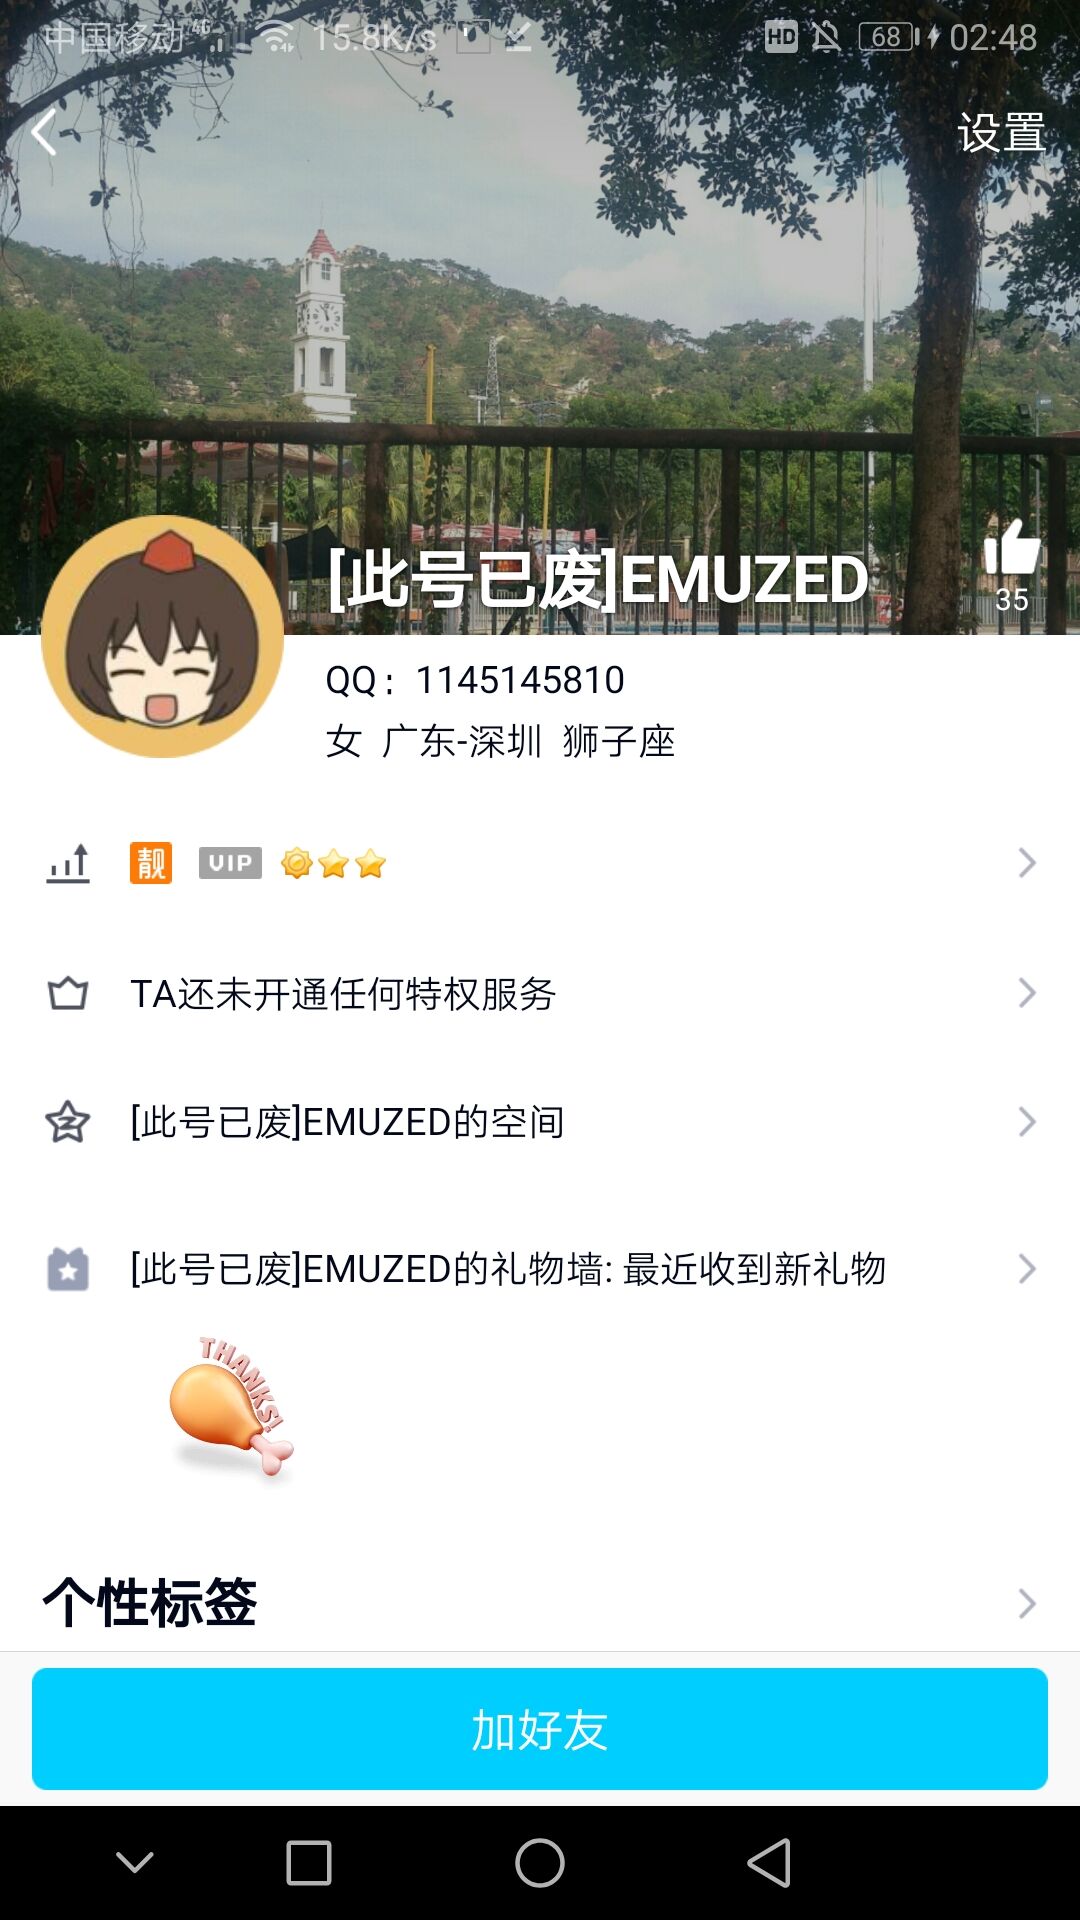 中国移动 4G 15.8K/s HD 68 02:48
设置
[此号已废]EMUZED
35
QQ：1145145810
女 广东-深圳 狮子座
靓 VIP
TA还未开通任何特权服务
[此号已废]EMUZED的空间
[此号已废]EMUZED的礼物墙: 最近收到新礼物
THANKS!
个性标签
加好友